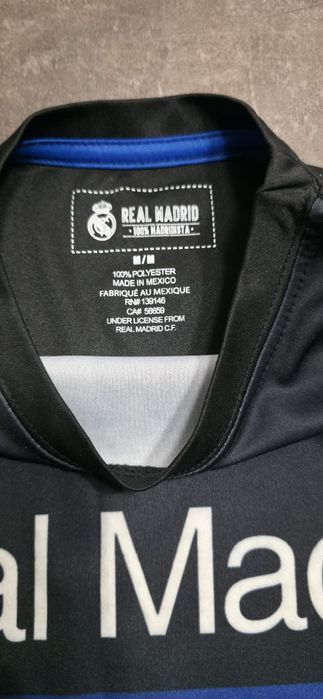 REAL MADRID
• 100% MADRIDISTA •
M/M
100% POLYESTER
MADE IN MEXICO
FABRIQUÉ AU MEXIQUE
RN# 139146
CA# 56659
UNDER LICENSE FROM
REAL MADRID C.F.
al Mad